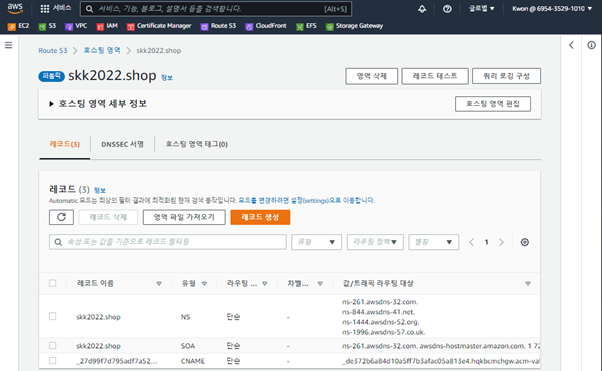 aws
서비스
서비스, 기능, 블로그, 설명서 등을 검색합니다.
[Alt+S]
글로벌
Kwon @ 6954-3529-1010
EC2
S3
VPC
IAM
Certificate Manager
Route 53
CloudFront
EFS
Storage Gateway
Route 53 > 호스팅 영역 > skk2022.shop
퍼블릭 skk2022.shop 정보
영역 삭제
레코드 테스트
쿼리 로깅 구성
호스팅 영역 세부 정보
호스팅 영역 편집
레코드(3)
DNSSEC 서명
호스팅 영역 태그(0)
레코드 (3) 정보
Automatic 모드는 최상의 필터 결과에 최적화된 현재 검색 동작입니다. 모드를 변경하려면 설정(settings)으로 이동합니다.
레코드 삭제
영역 파일 가져오기
레코드 생성
속성 또는 값을 기준으로 레코드 필터링
유형
라우팅 정책
별칭
1
레코드 이름
유형
라우팅 ...
차별...
값/트래픽 라우팅 대상
skk2022.shop
NS
단순
-
ns-261.awsdns-32.com.
ns-844.awsdns-41.net.
ns-1444.awsdns-52.org.
ns-1996.awsdns-57.co.uk.
skk2022.shop
SOA
단순
-
ns-261.awsdns-32.com. awsdns-hostmaster.amazon.com. 1 72
_27d99f7d795adf7a52...
CNAME
단순
-
_de372b6a84d10a5ff7b3afac05a813e4.hqkbcmchgw.acm-val